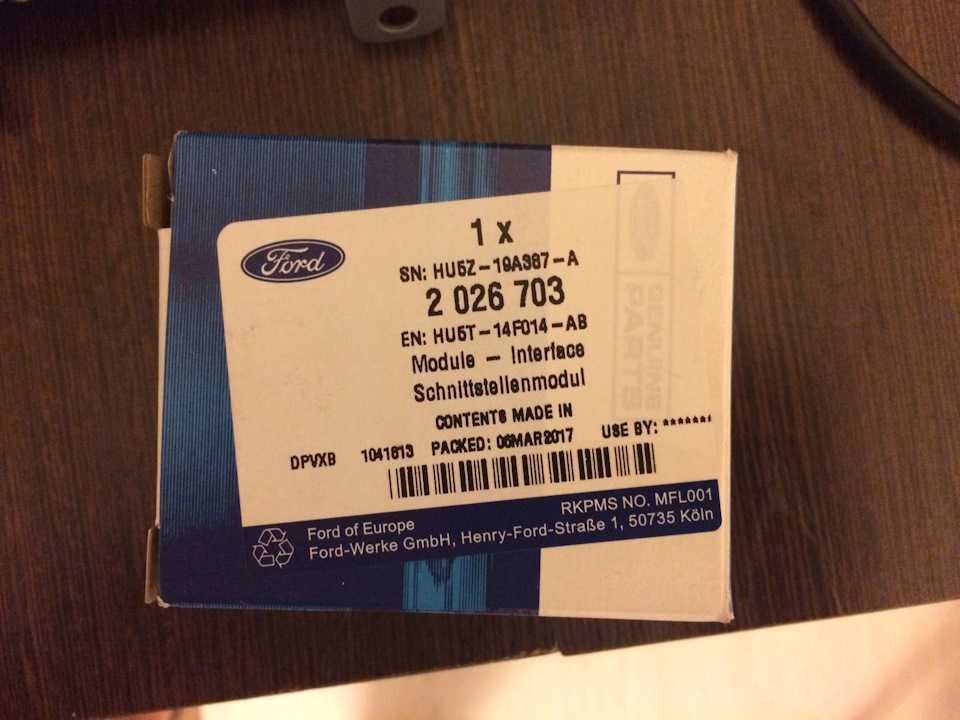 Ford
1 x
SN: HU5Z-19A387-A
2 026 703
EN: HU5T-14F014-AB
Module - Interface
Schnittstellenmodul
CONTENTS MADE IN
DPVXB 1041613 PACKED: 06MAR2017 USE BY: *******
RKPMS NO. MFL001
Ford of Europe
Ford-Werke GmbH, Henry-Ford-Straße 1, 50735 Köln
GENUINE
PARTS